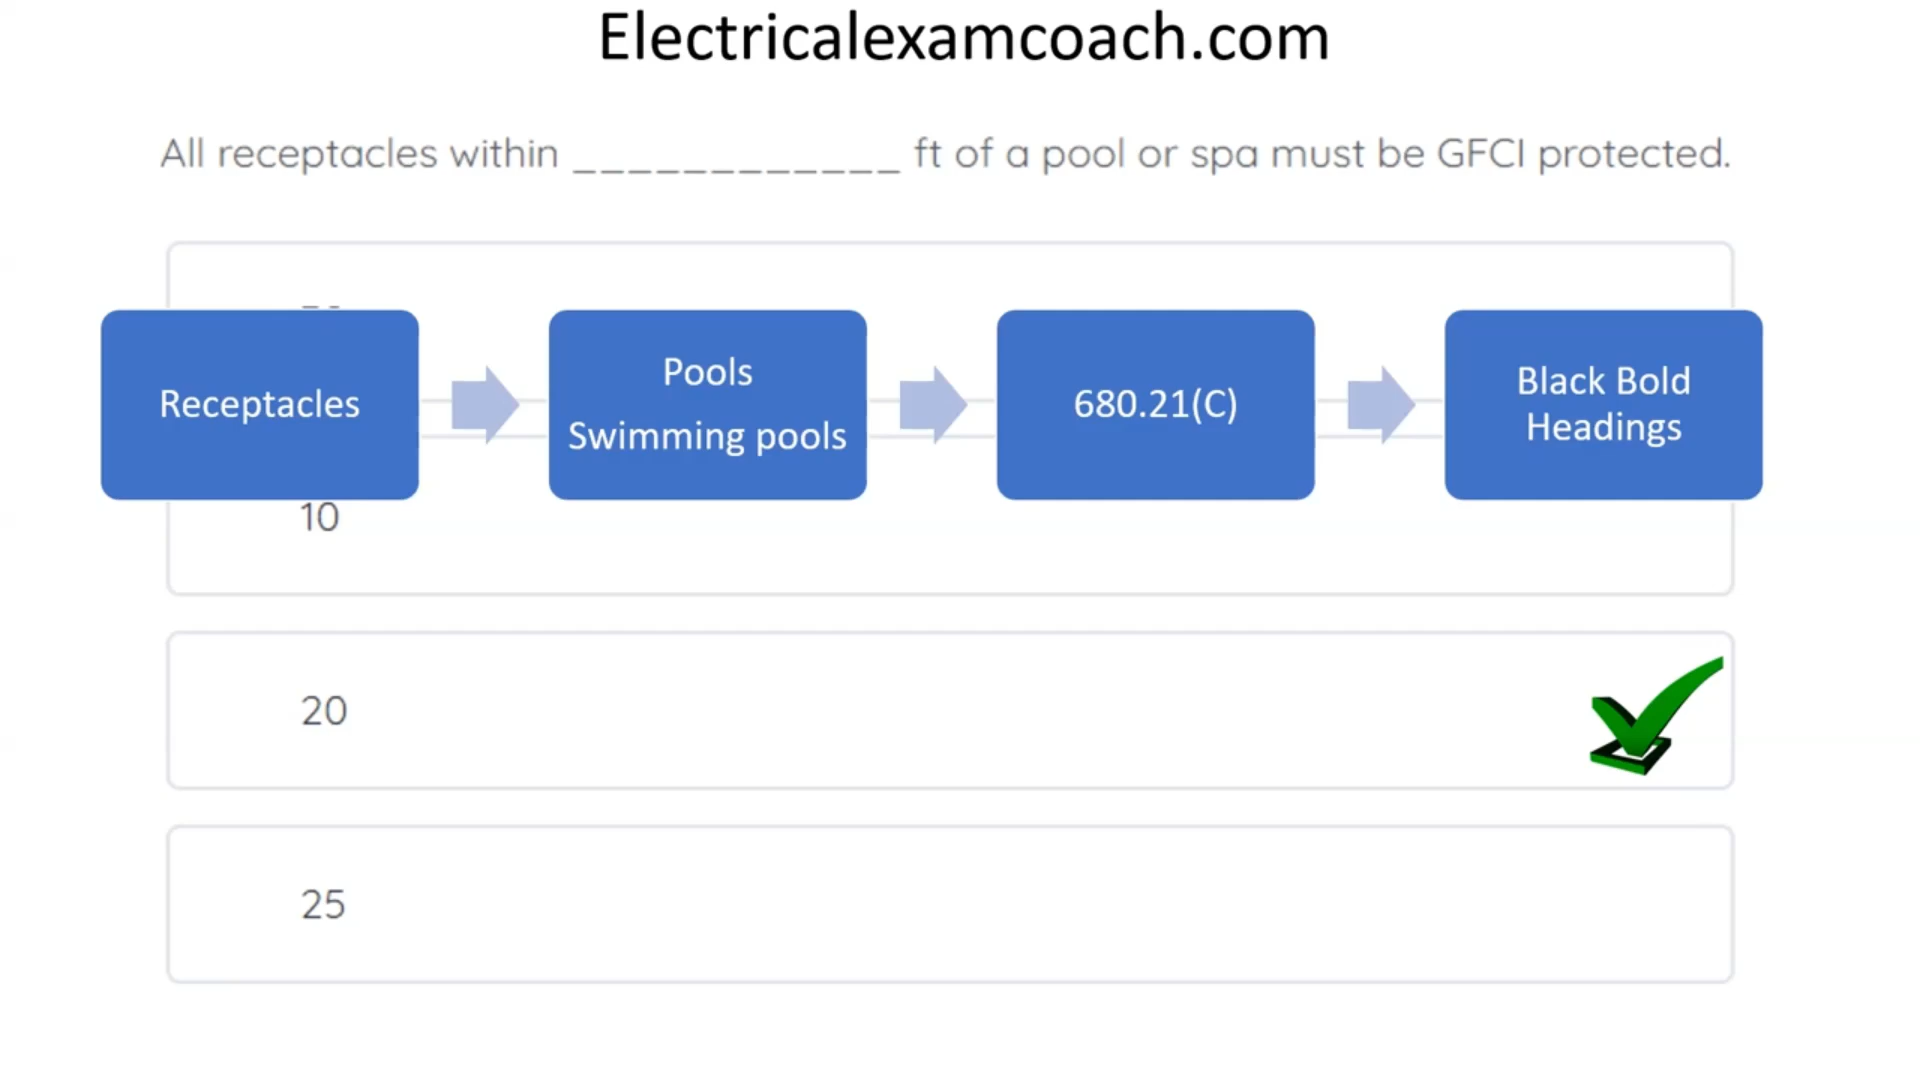 Electricalexamcoach.com
All receptacles within ____________ ft of a pool or spa must be GFCI protected.
Receptacles
Pools
Swimming pools
680.21(C)
Black Bold
Headings
10
20
25